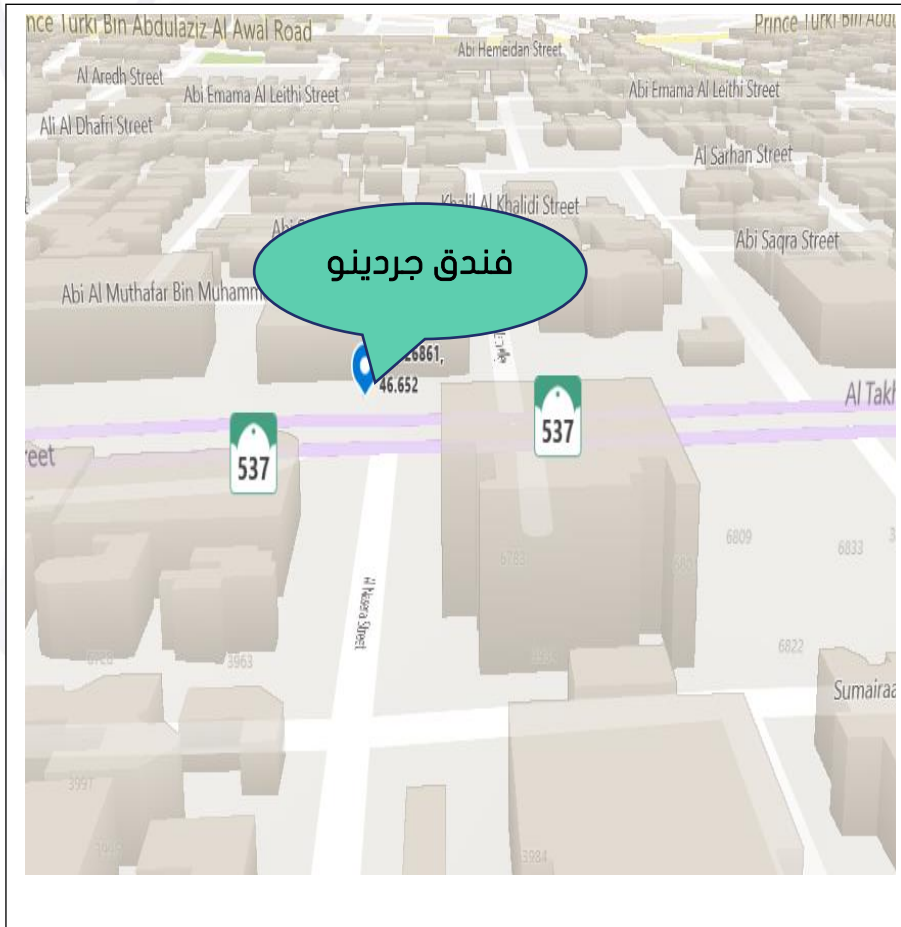 nce Turki Bin Abdulaziz Al Awal Road
Prince Turki Bin Abdu
Abi Hemeidan Street
Al Aredh Street
Abi Emama Al Leithi Street
Abi Emama Al Leithi Street
Ali Al Dhafri Street
Al Sarhan Street
Khalil Al Khalidi Street
Abi Saqra Street
فندق جردينو
Abi Al Muthafar Bin Muhamm
26861,
46.652
Al Takh
537
537
eet
6809
6833
6783
Al Nasera Street
6822
3963
Sumairaa
3991
3984